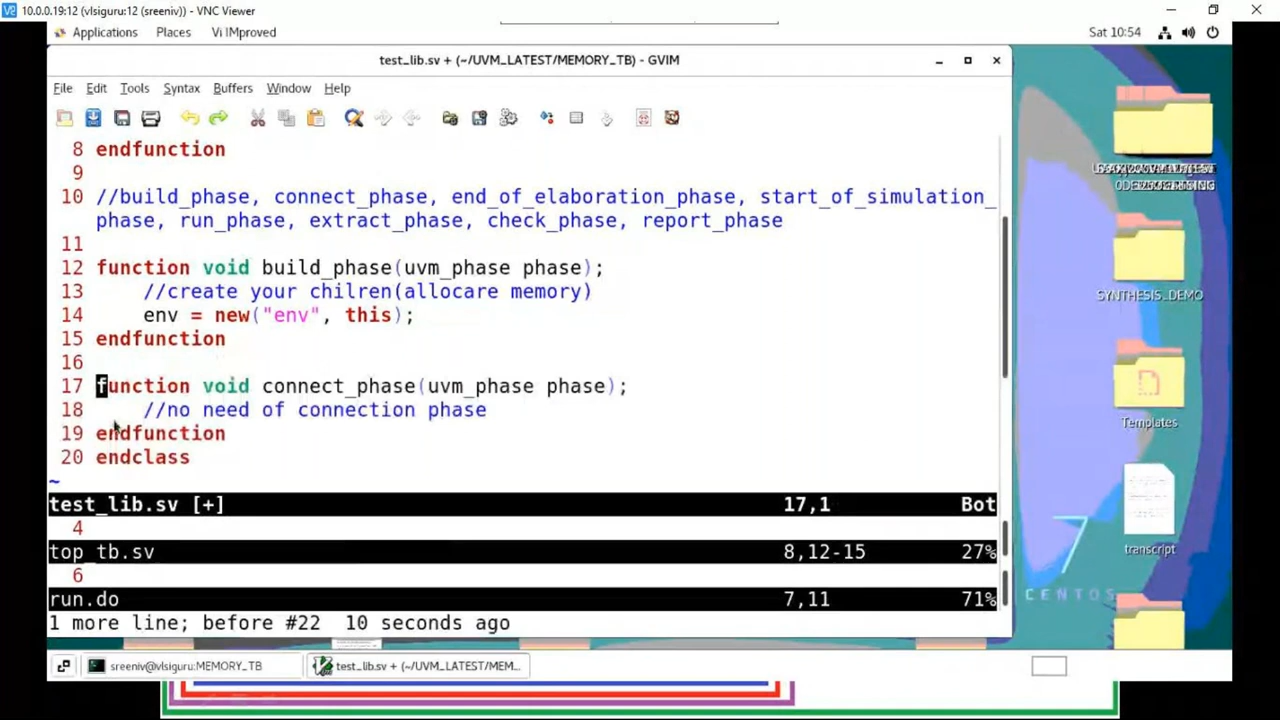 10.0.0.19:12 (vlsiguru:12 (sreeniv)) - VNC Viewer
Applications Places Vi IMproved Sat 10:54
test_lib.sv + (~/UVM_LATEST/MEMORY_TB) - GVIM
File Edit Tools Syntax Buffers Window Help
8 endfunction
9
10 //build_phase, connect_phase, end_of_elaboration_phase, start_of_simulation_
phase, run_phase, extract_phase, check_phase, report_phase
11
12 function void build_phase(uvm_phase phase);
13 //create your chilren(allocare memory)
14 env = new("env", this);
15 endfunction
16
17 function void connect_phase(uvm_phase phase);
18 //no need of connection phase
19 endfunction
20 endclass
~
test_lib.sv [+] 17,1 Bot
4
top_tb.sv 8,12-15 27%
6
run.do 7,11 71%
1 more line; before #22 10 seconds ago
sreeniv@vlsiguru:MEMORY_TB
test_lib.sv + (~/UVM_LATEST/MEM...
SYNTHESIS_DEMO
Templates
transcript
7
CENTOS